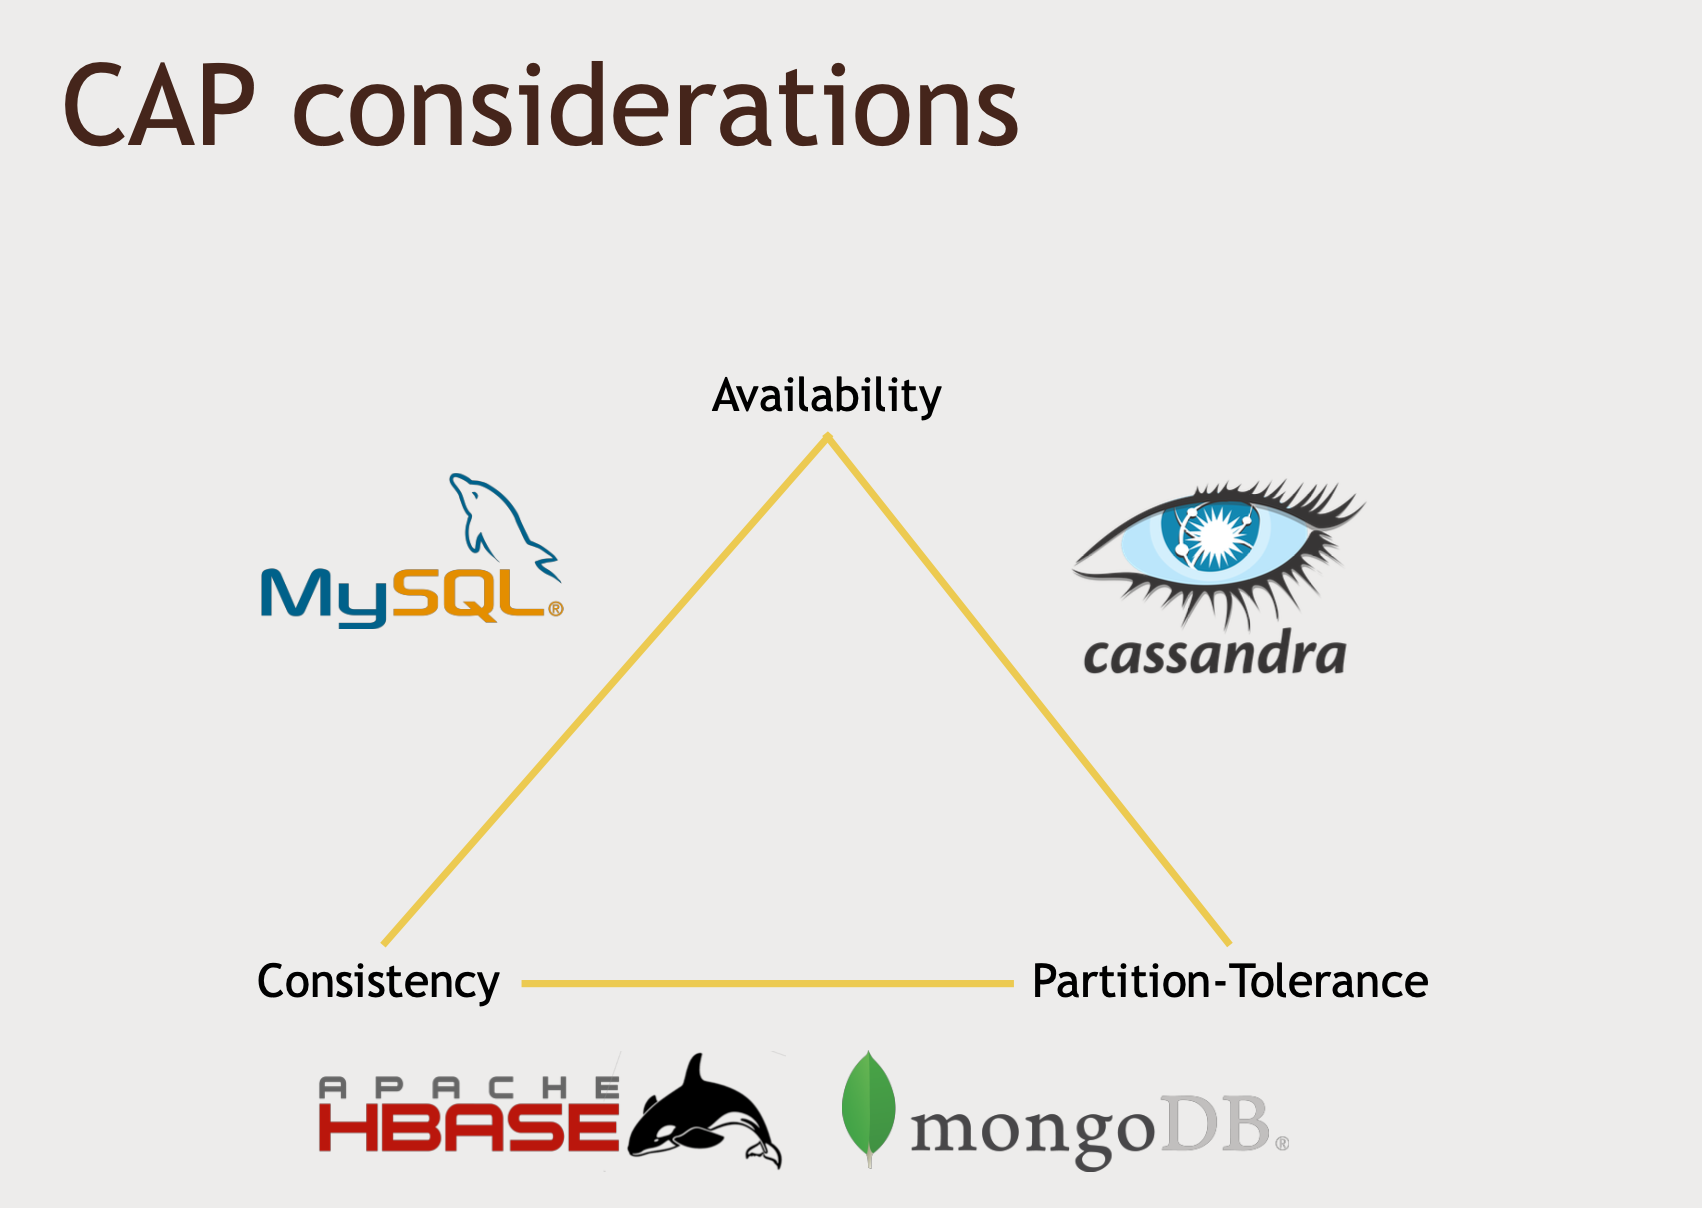 CAP considerations
Availability
MySQL®
cassandra
Consistency
Partition-Tolerance
APACHE
HBASE
mongoDB®